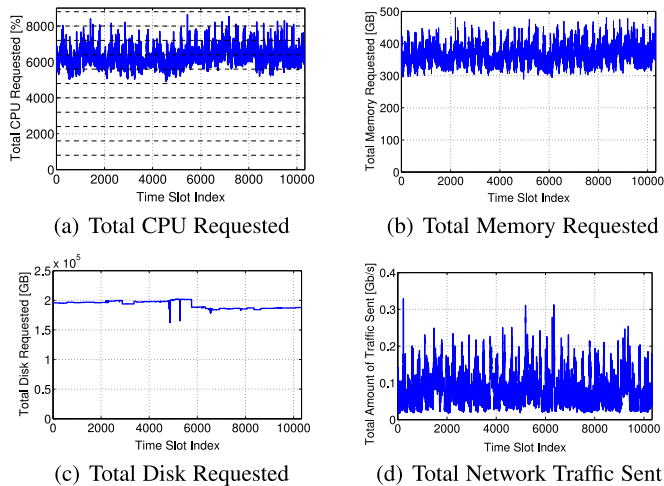 Total CPU Requested [%]
8000
6000
4000
2000
0
0 2000 4000 6000 8000 10000
Time Slot Index
(a) Total CPU Requested
Total Memory Requested [GB]
500
400
300
200
100
0
0 2000 4000 6000 8000 10000
Time Slot Index
(b) Total Memory Requested
Total Disk Requested [GB]
x 10⁵
2.5
2
1.5
1
0.5
0
0 2000 4000 6000 8000 10000
Time Slot Index
(c) Total Disk Requested
Total Amount of Traffic Sent [Gb/s]
0.4
0.3
0.2
0.1
0
0 2000 4000 6000 8000 10000
Time Slot Index
(d) Total Network Traffic Sent